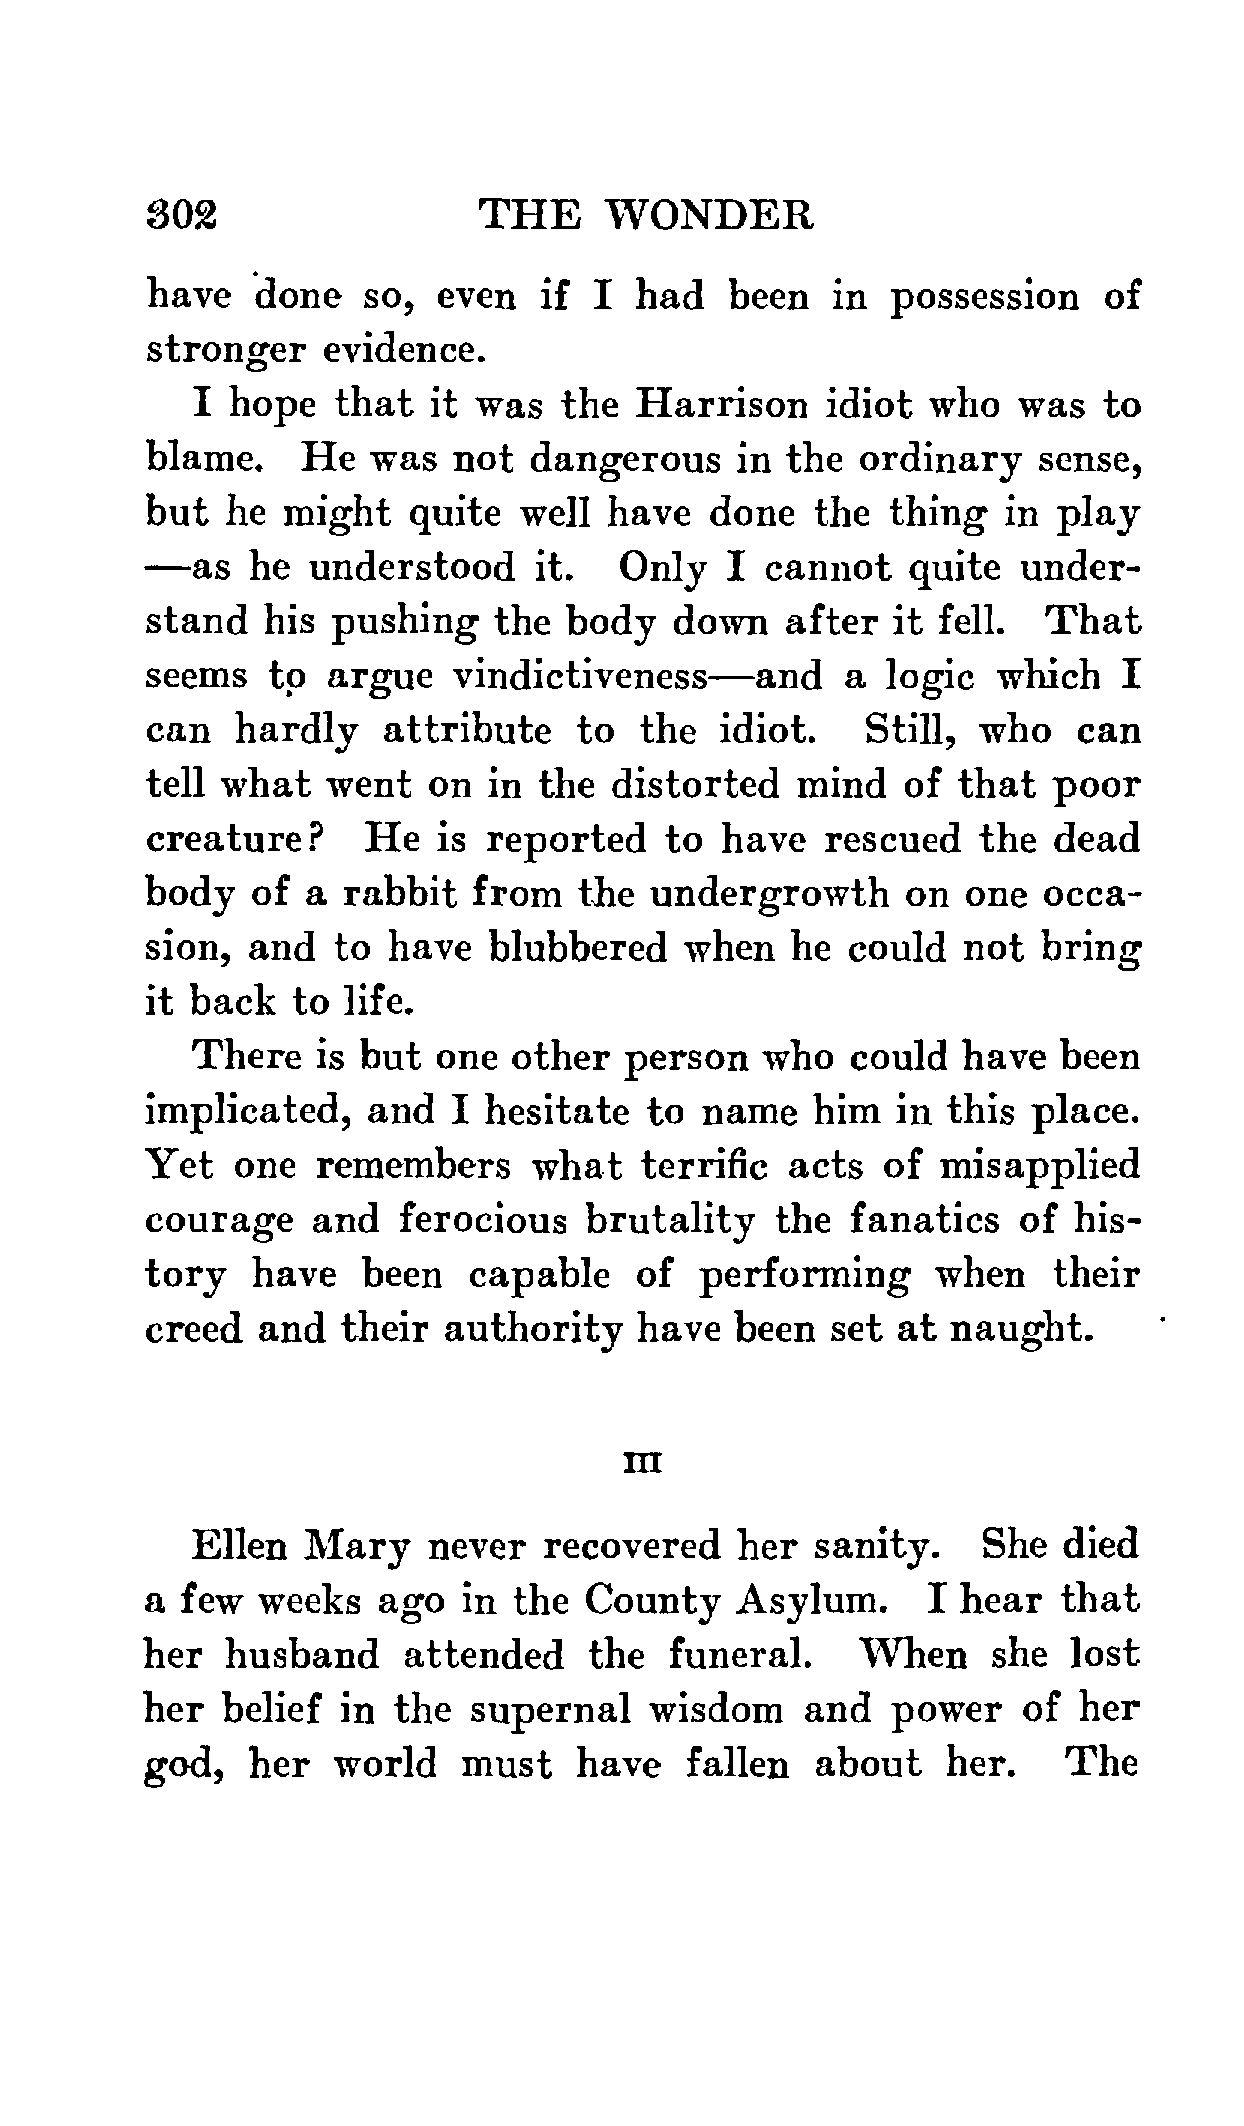 302 THE WONDER
have done so, even if I had been in possession of
stronger evidence.
I hope that it was the Harrison idiot who was to
blame. He was not dangerous in the ordinary sense,
but he might quite well have done the thing in play
—as he understood it. Only I cannot quite under-
stand his pushing the body down after it fell. That
seems to argue vindictiveness—and a logic which I
can hardly attribute to the idiot. Still, who can
tell what went on in the distorted mind of that poor
creature? He is reported to have rescued the dead
body of a rabbit from the undergrowth on one occa-
sion, and to have blubbered when he could not bring
it back to life.
There is but one other person who could have been
implicated, and I hesitate to name him in this place.
Yet one remembers what terrific acts of misapplied
courage and ferocious brutality the fanatics of his-
tory have been capable of performing when their
creed and their authority have been set at naught.
III
Ellen Mary never recovered her sanity. She died
a few weeks ago in the County Asylum. I hear that
her husband attended the funeral. When she lost
her belief in the supernal wisdom and power of her
god, her world must have fallen about her. The